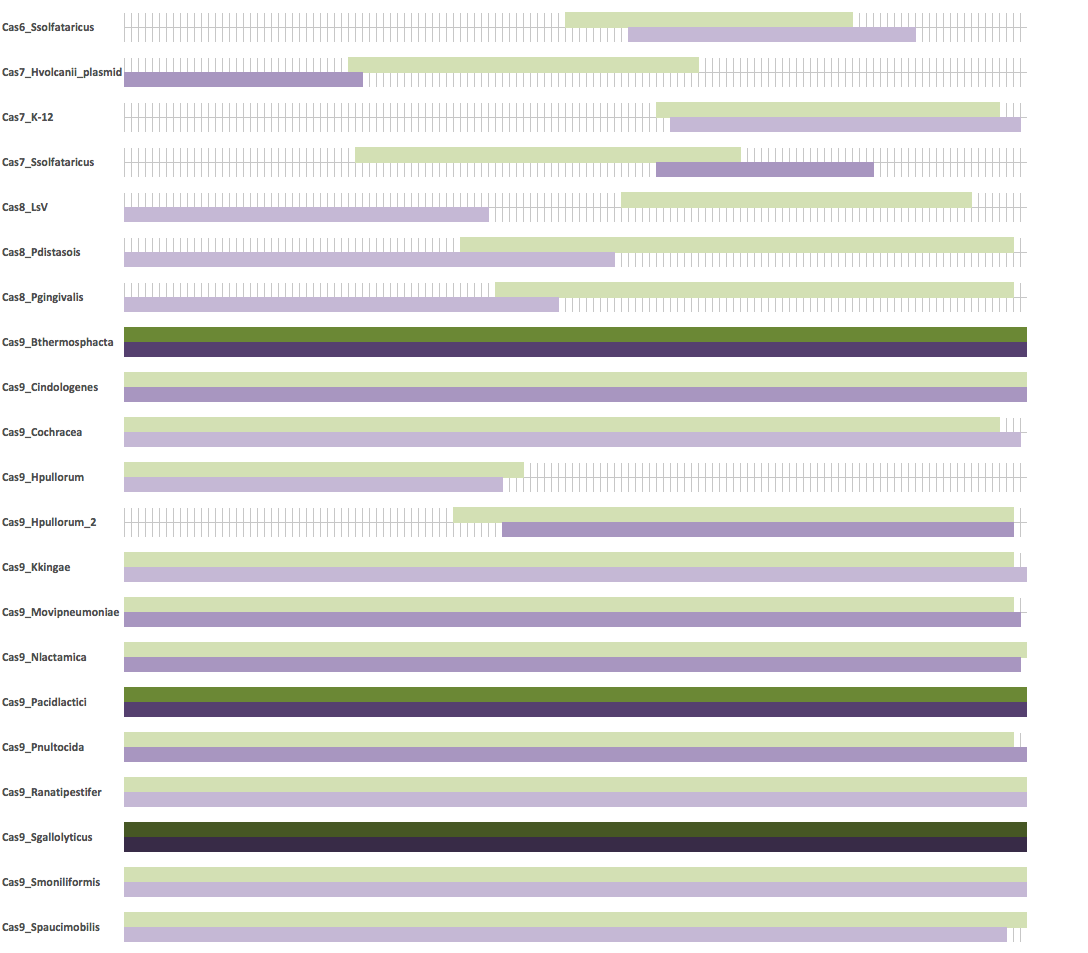 Cas6_Ssolfataricus
Cas7_Hvolcanii_plasmid
Cas7_K-12
Cas7_Ssolfataricus
Cas8_LsV
Cas8_Pdistasois
Cas8_Pgingivalis
Cas9_Bthermosphacta
Cas9_Cindologenes
Cas9_Cochracea
Cas9_Hpullorum
Cas9_Hpullorum_2
Cas9_Kkingae
Cas9_Movipneumoniae
Cas9_Nlactamica
Cas9_Pacidlactici
Cas9_Pnultocida
Cas9_Ranatipestifer
Cas9_Sgallolyticus
Cas9_Smoniliformis
Cas9_Spaucimobilis